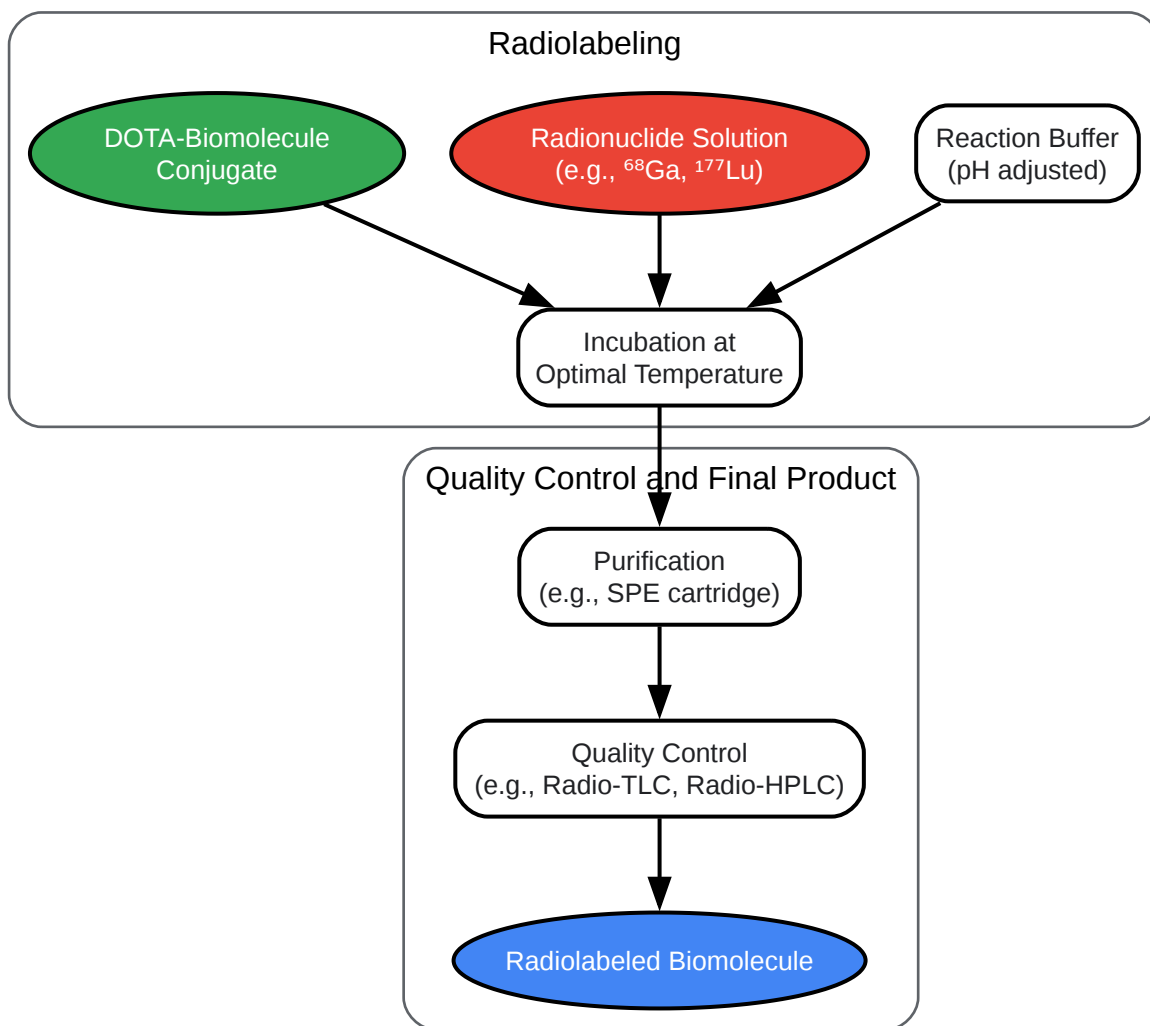 Radiolabeling
DOTA-Biomolecule
Conjugate
Radionuclide Solution
(e.g., ⁶⁸Ga, ¹⁷⁷Lu)
Reaction Buffer
(pH adjusted)
Incubation at
Optimal Temperature
Quality Control and Final Product
Purification
(e.g., SPE cartridge)
Quality Control
(e.g., Radio-TLC, Radio-HPLC)
Radiolabeled Biomolecule